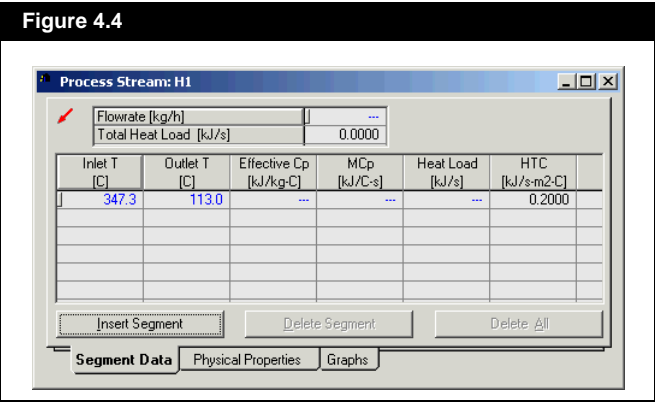 Figure 4.4
Process Stream: H1
Flowrate [kg/h] ---
Total Heat Load [kJ/s] 0.0000
Inlet T Outlet T Effective Cp MCp Heat Load HTC
[C] [C] [kJ/kg-C] [kJ/C-s] [kJ/s] [kJ/s-m2-C]
347.3 113.0 --- --- --- 0.2000
Insert Segment Delete Segment Delete All
Segment Data Physical Properties Graphs